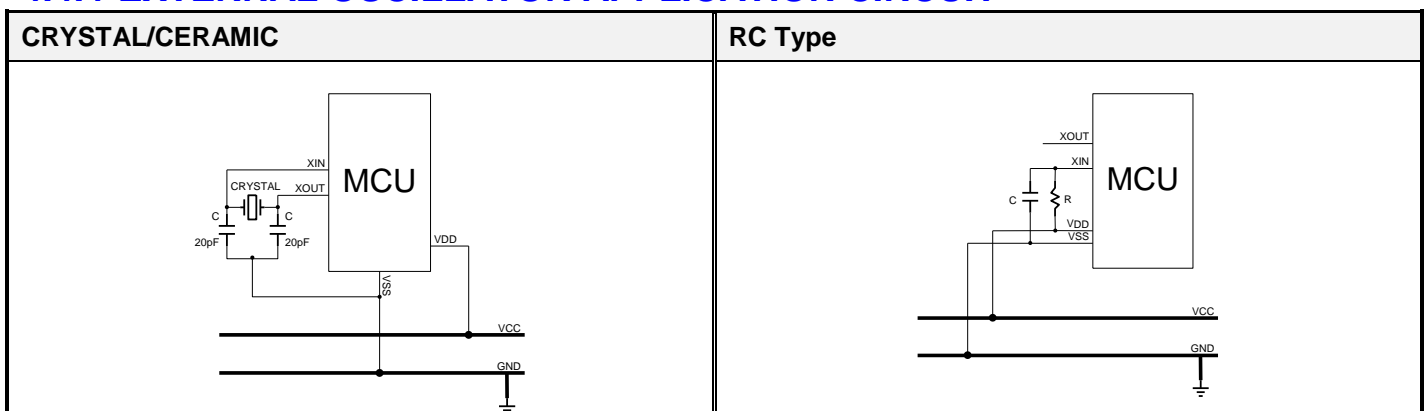 CRYSTAL/CERAMIC
RC Type
XIN
CRYSTAL
XOUT
MCU
C
C
20pF
20pF
VDD
VSS
VCC
GND
XOUT
XIN
MCU
C
R
VDD
VSS
VCC
GND